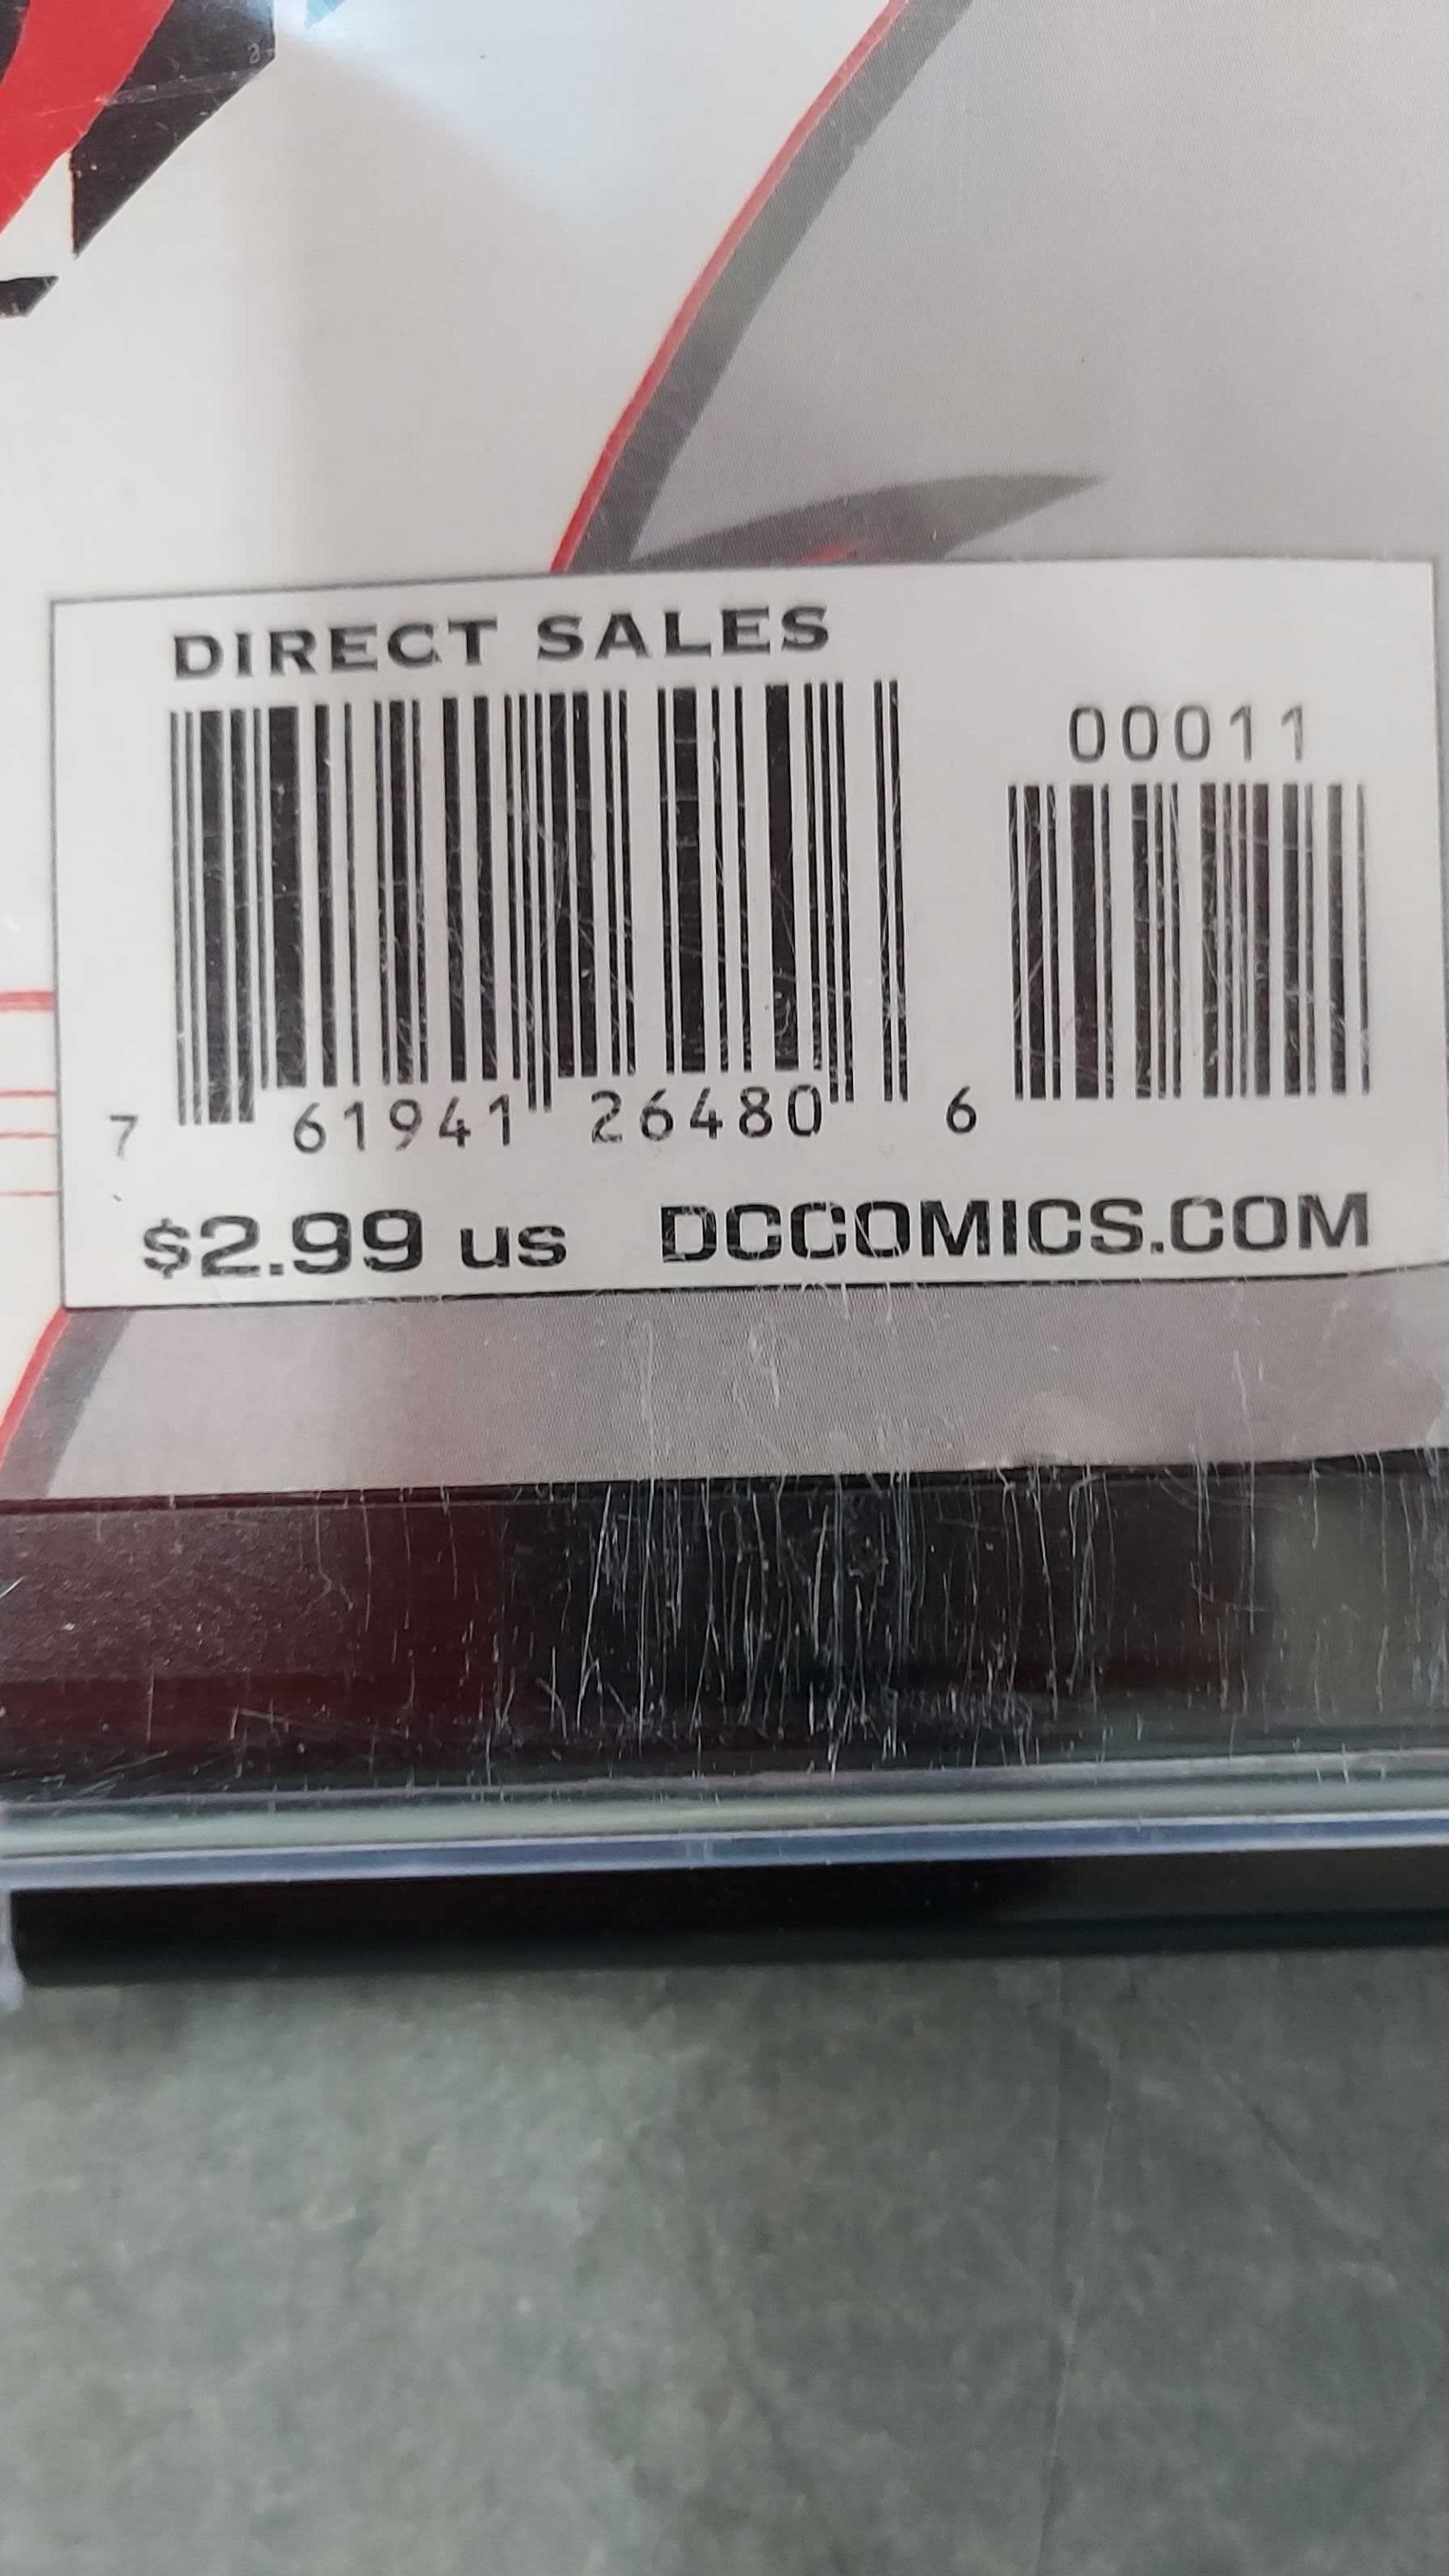 DIRECT SALES
00011
7 61941 26480 6
$2.99 US DCCOMICS.COM